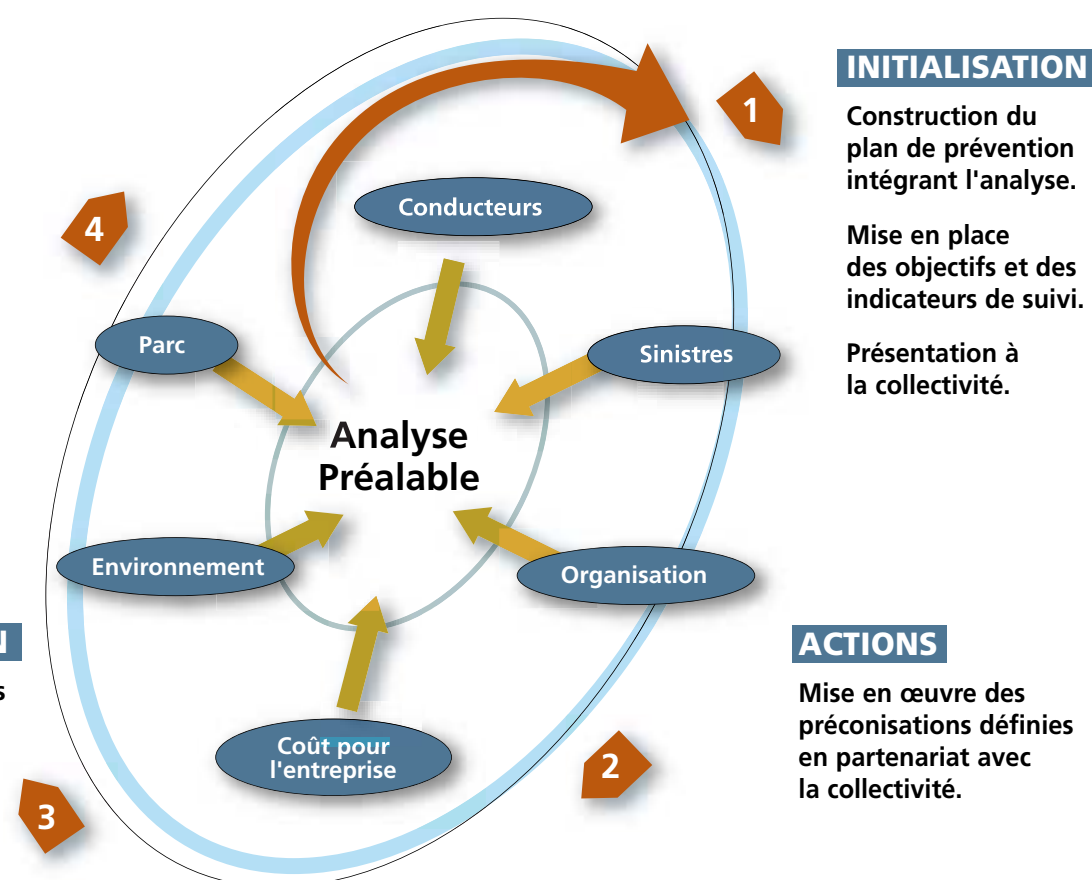 INITIALISATION
Construction du
plan de prévention
intégrant l'analyse.
Mise en place
des objectifs et des
indicateurs de suivi.
Présentation à
la collectivité.
1
Conducteurs
4
Parc
Sinistres
Analyse
Préalable
Environnement
Organisation
Coût pour
l'entreprise
2
3
ACTIONS
Mise en œuvre des
préconisations définies
en partenariat avec
la collectivité.